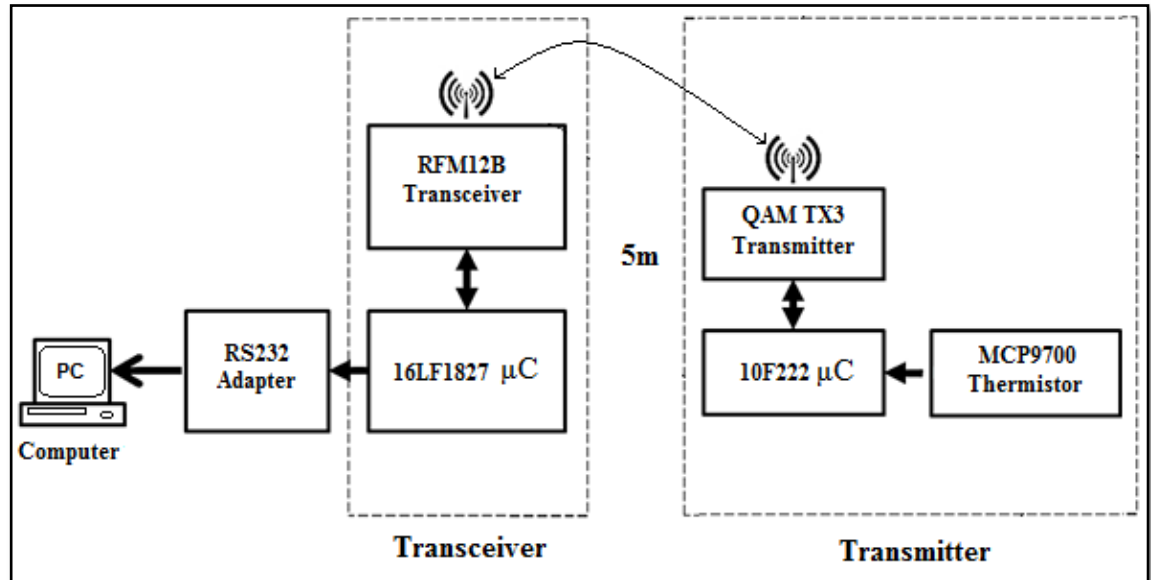 RFM12B
Transceiver
QAM TX3
Transmitter
5m
PC
Computer
RS232
Adapter
16LF1827 μC
10F222 μC
MCP9700
Thermistor
Transceiver
Transmitter